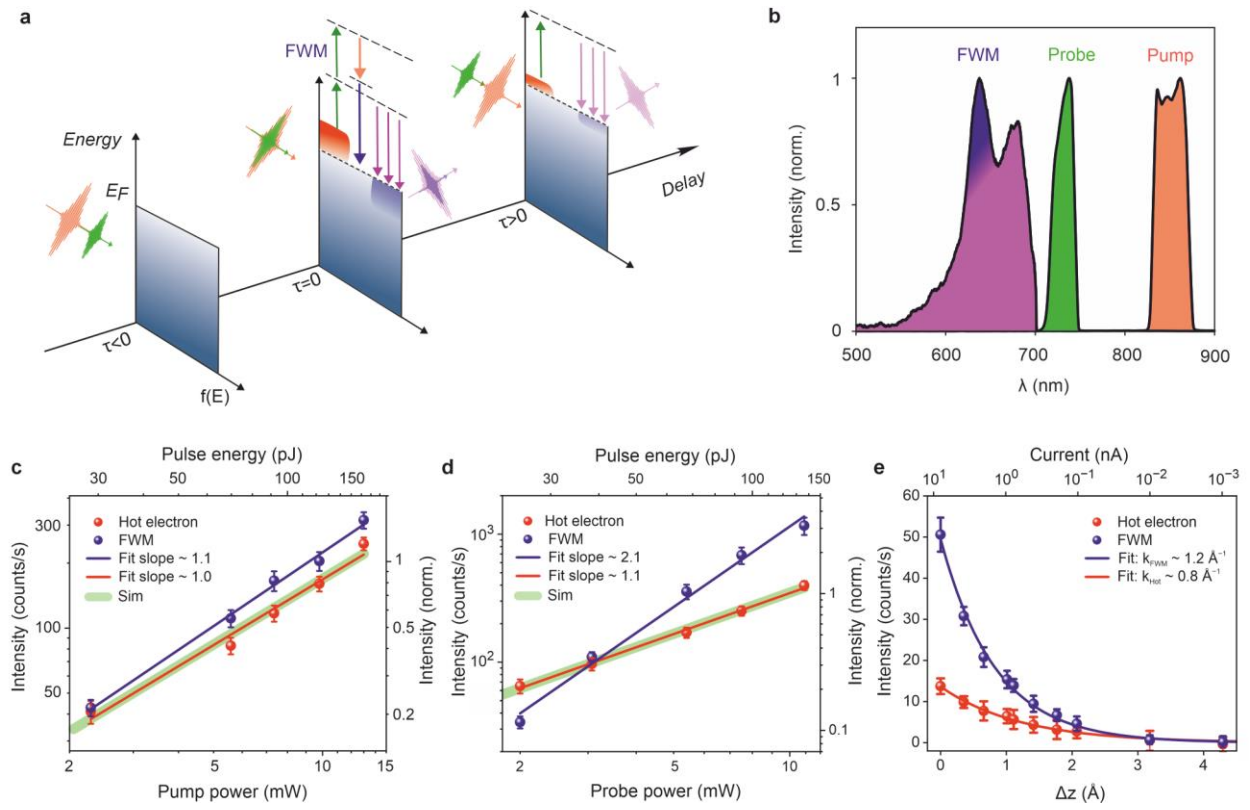 a
FWM
Energy
E_F
Delay
τ>0
τ=0
τ<0
f(E)
b
FWM Probe Pump
Intensity (norm.)
1
0.5
0
500 600 700 800 900
λ (nm)
c
Pulse energy (pJ)
30 50 100 150
Intensity (counts/s)
300
100
50
Hot electron
FWM
Fit slope ~ 1.1
Fit slope ~ 1.0
Sim
1
0.5
0.2
Intensity (norm.)
2 5 10 15
Pump power (mW)
d
Pulse energy (pJ)
30 50 100 150
Intensity (counts/s)
10³
10²
Hot electron
FWM
Fit slope ~ 2.1
Fit slope ~ 1.1
Sim
1
0.1
Intensity (norm.)
2 5 10
Probe power (mW)
e
Current (nA)
10¹ 10⁰ 10⁻¹ 10⁻² 10⁻³
Intensity (counts/s)
60
50
40
30
20
10
0
Hot electron
FWM
Fit: k_FWM ~ 1.2 Å⁻¹
Fit: k_Hot ~ 0.8 Å⁻¹
0 1 2 3 4
Δz (Å)